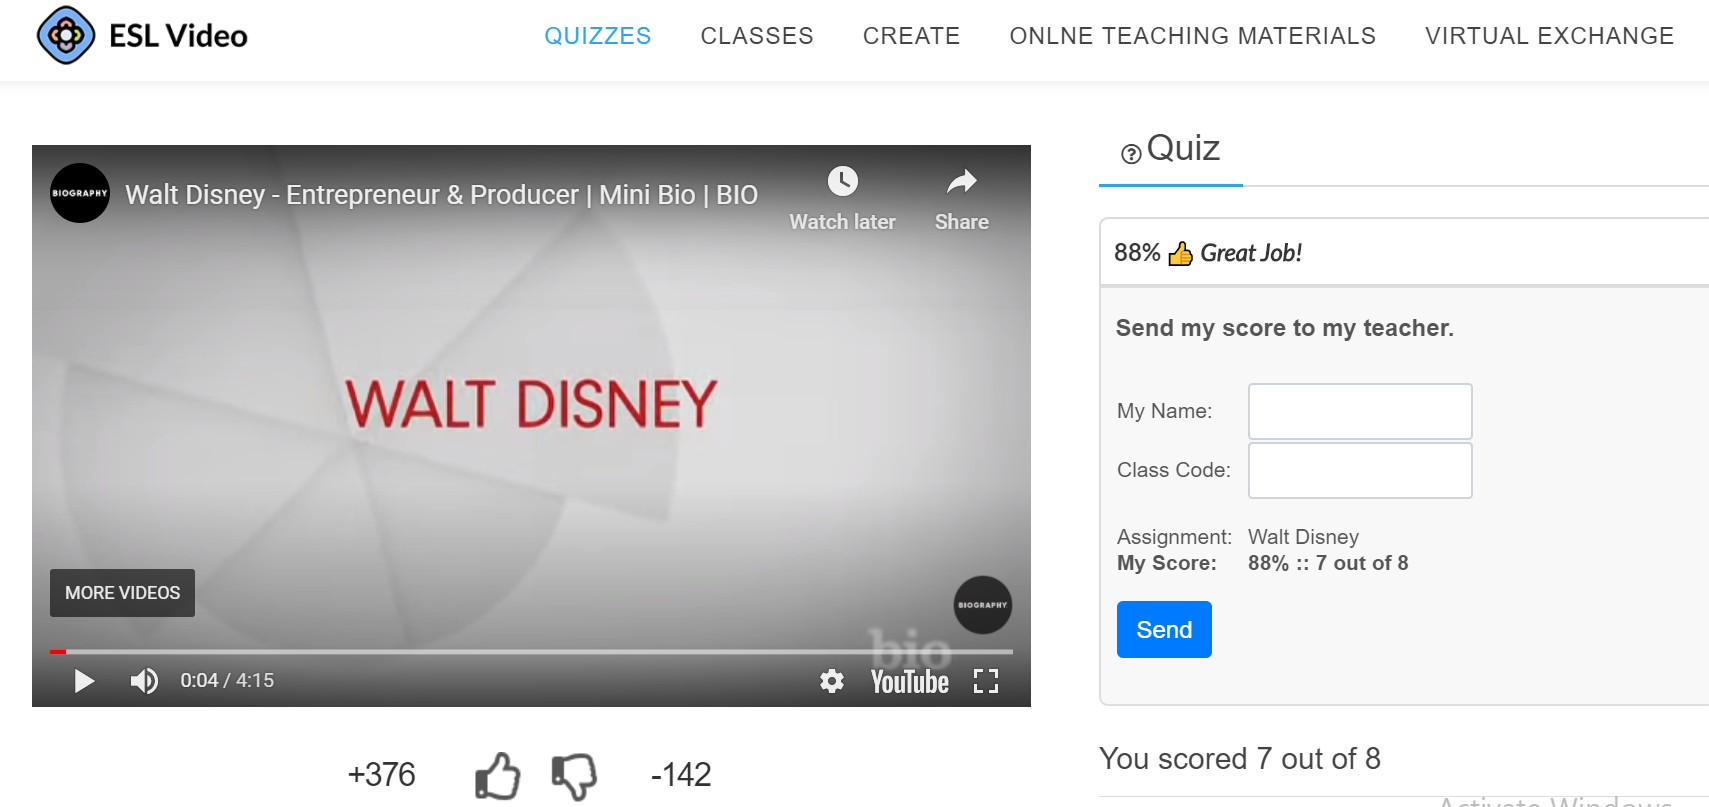 ESL Video
QUIZZES
CLASSES
CREATE
ONLNE TEACHING MATERIALS
VIRTUAL EXCHANGE
BIOGRAPHY
Walt Disney - Entrepreneur & Producer | Mini Bio | BIO
Watch later
Share
WALT DISNEY
MORE VIDEOS
BIOGRAPHY
bio
0:04 / 4:15
YouTube
+376
-142
Quiz
88% Great Job!
Send my score to my teacher.
My Name:
Class Code:
Assignment: Walt Disney
My Score: 88% :: 7 out of 8
Send
You scored 7 out of 8
Activate Windows